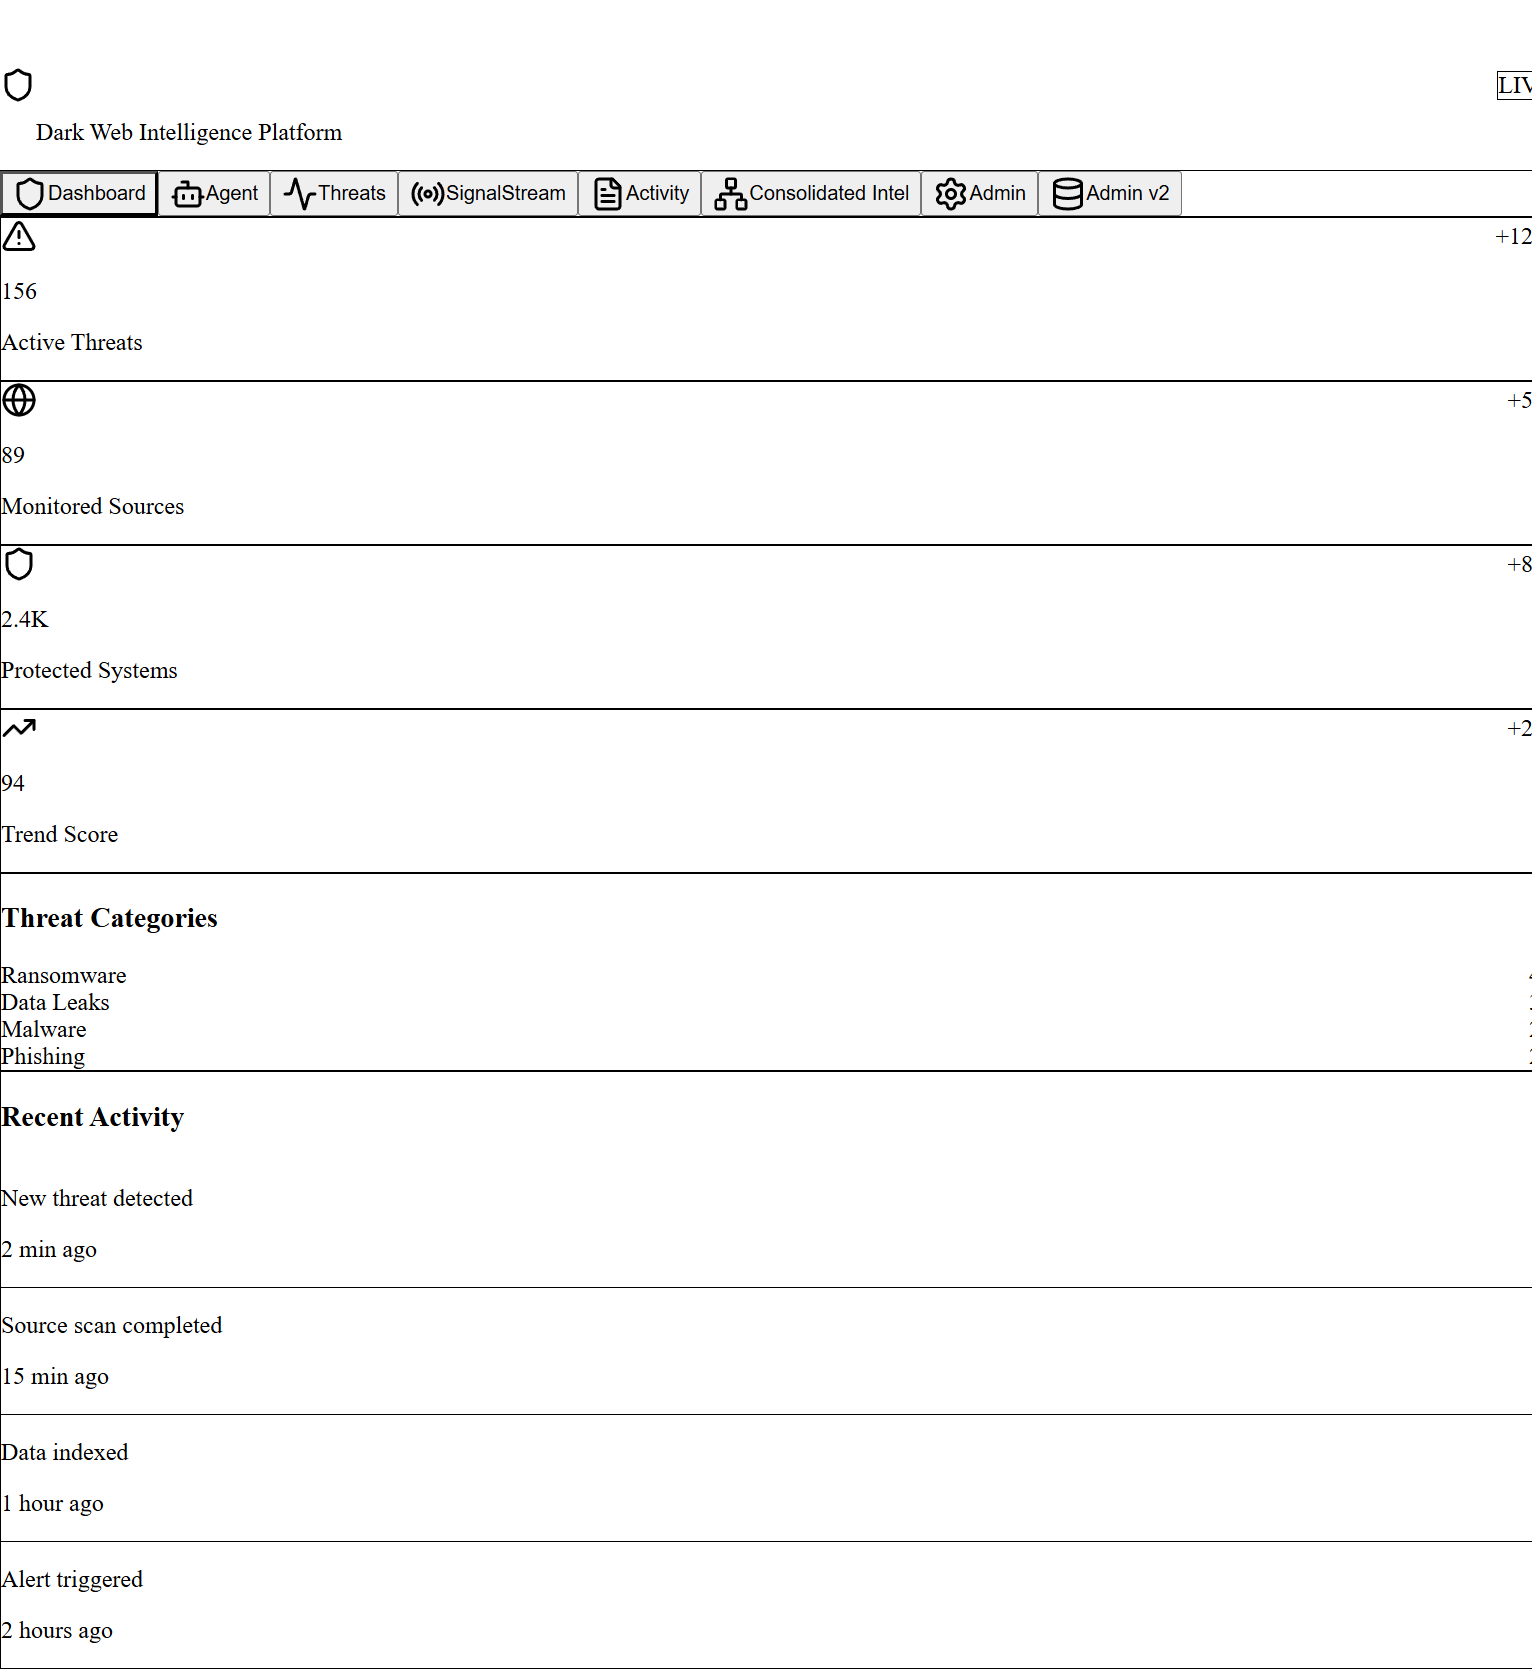 LIV
Dark Web Intelligence Platform
Dashboard Agent Threats SignalStream Activity Consolidated Intel Admin Admin v2
+12
156
Active Threats
+5
89
Monitored Sources
+8
2.4K
Protected Systems
+2
94
Trend Score
Threat Categories
Ransomware
Data Leaks
Malware
Phishing
Recent Activity
New threat detected
2 min ago
Source scan completed
15 min ago
Data indexed
1 hour ago
Alert triggered
2 hours ago